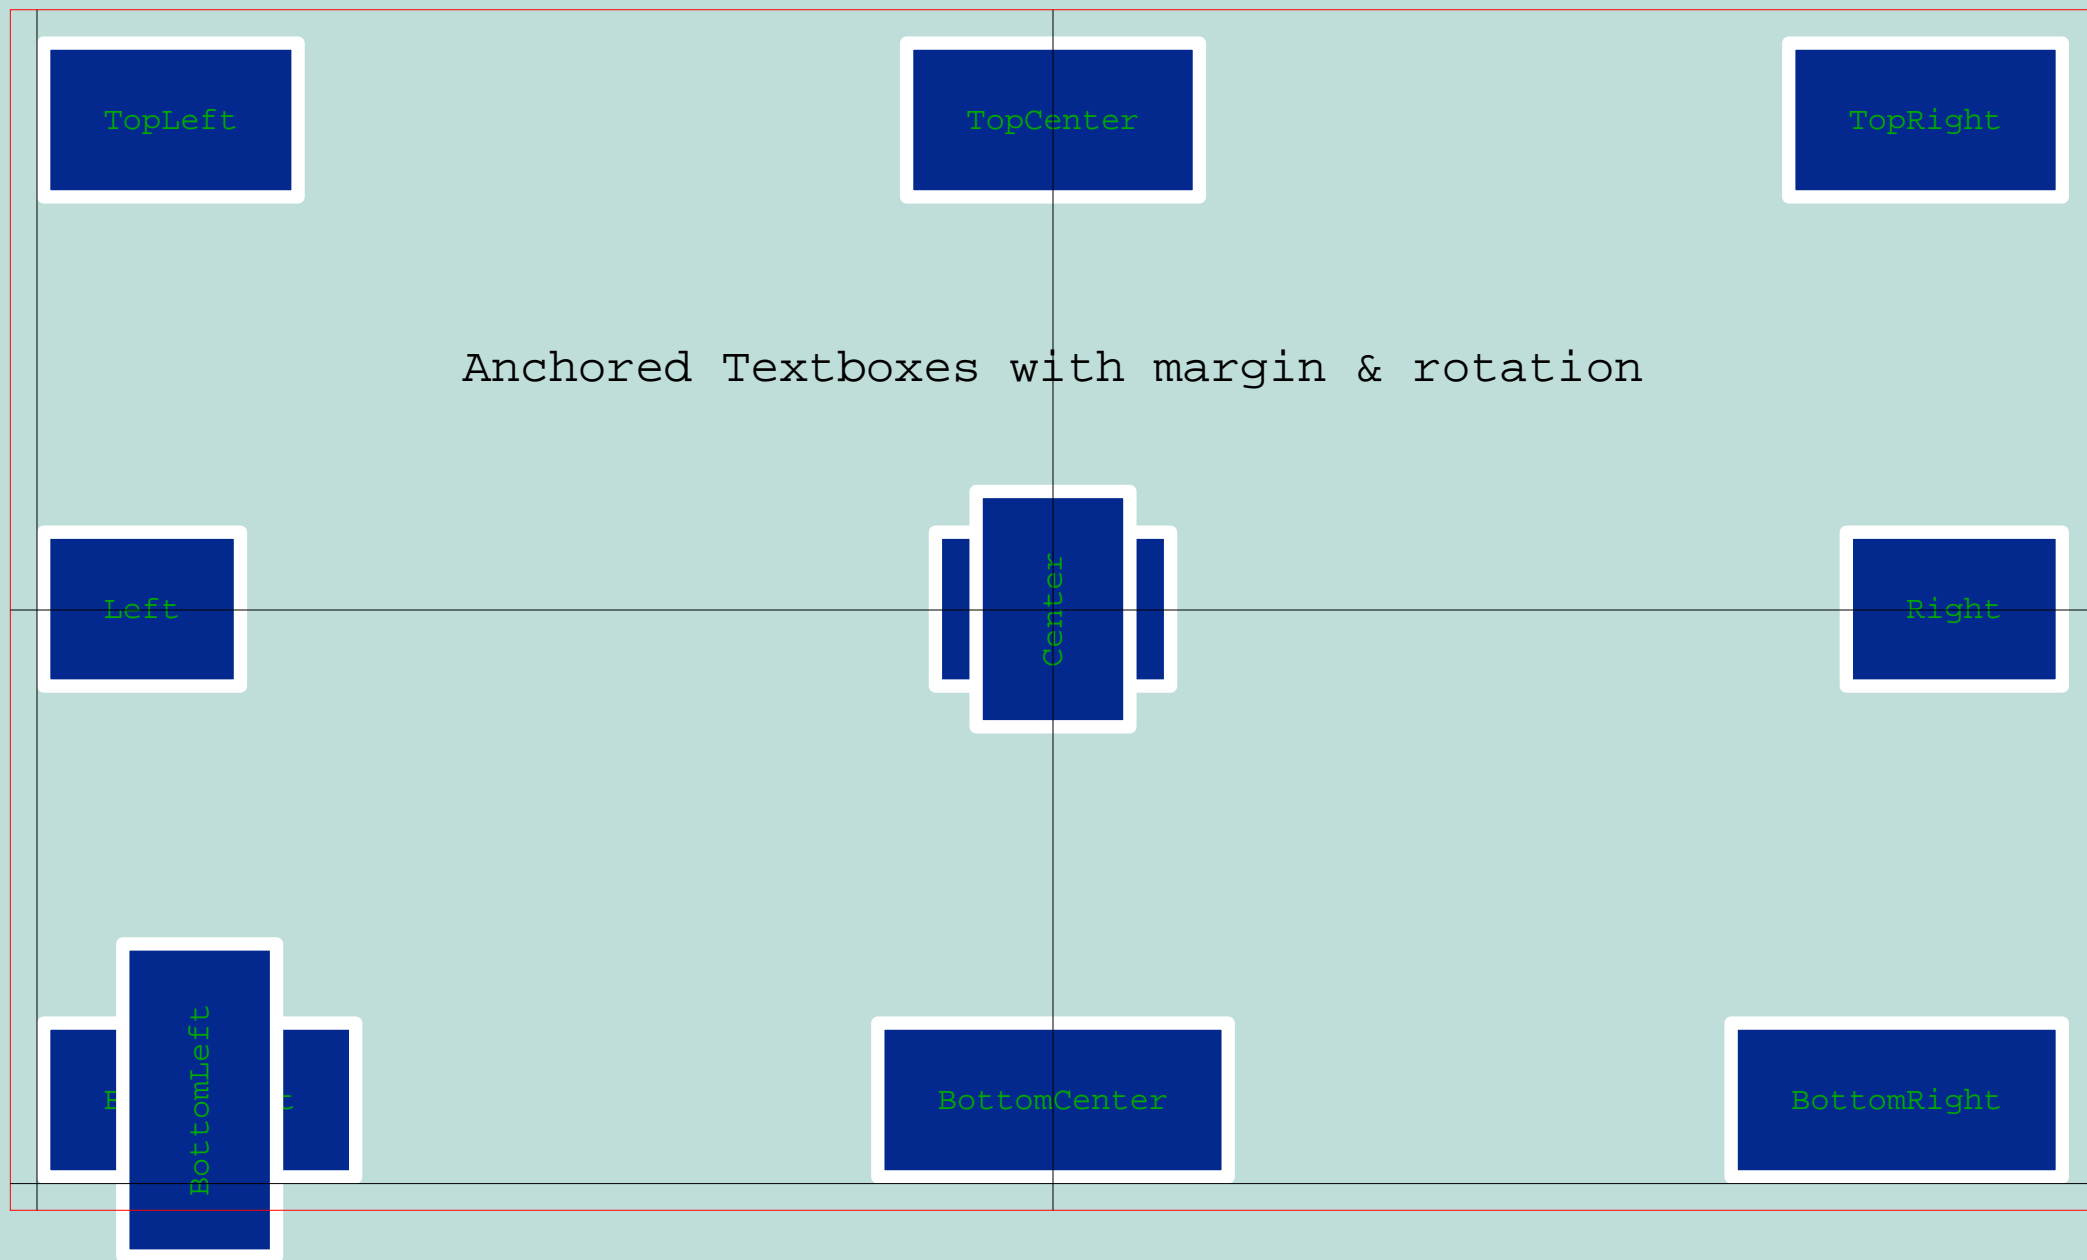 TopLeft
TopCenter
TopRight
Anchored Textboxes with margin & rotation
Left
Center
Right
BottomLeft
BottomCenter
BottomRight